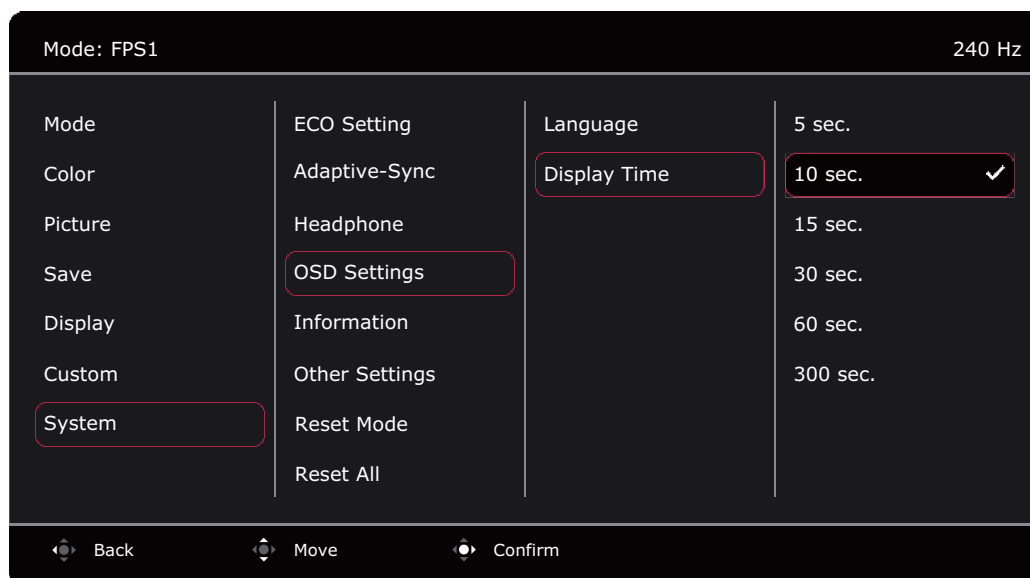 Mode: FPS1
240 Hz
Mode
Color
Picture
Save
Display
Custom
System
ECO Setting
Adaptive-Sync
Headphone
OSD Settings
Information
Other Settings
Reset Mode
Reset All
Language
Display Time
5 sec.
10 sec.
15 sec.
30 sec.
60 sec.
300 sec.
Back
Move
Confirm